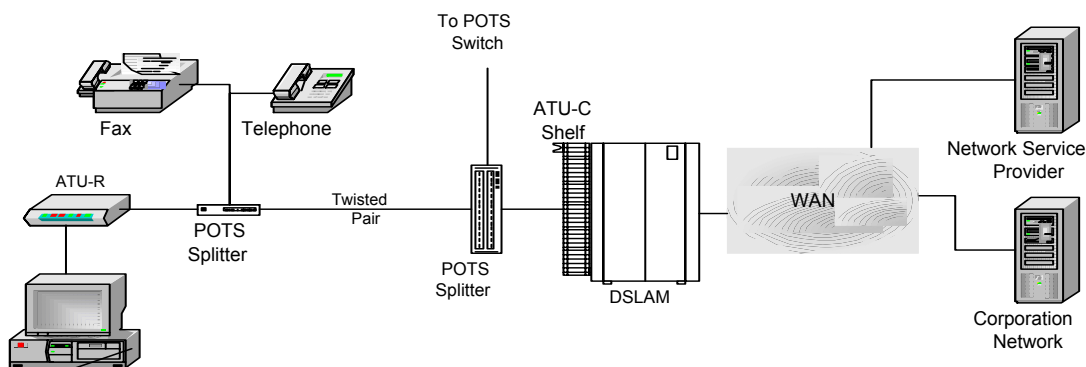 To POTS
Switch
Fax
Telephone
ATU-C
Shelf
ATU-R
POTS
Splitter
Twisted
Pair
POTS
Splitter
DSLAM
WAN
Network Service
Provider
Corporation
Network